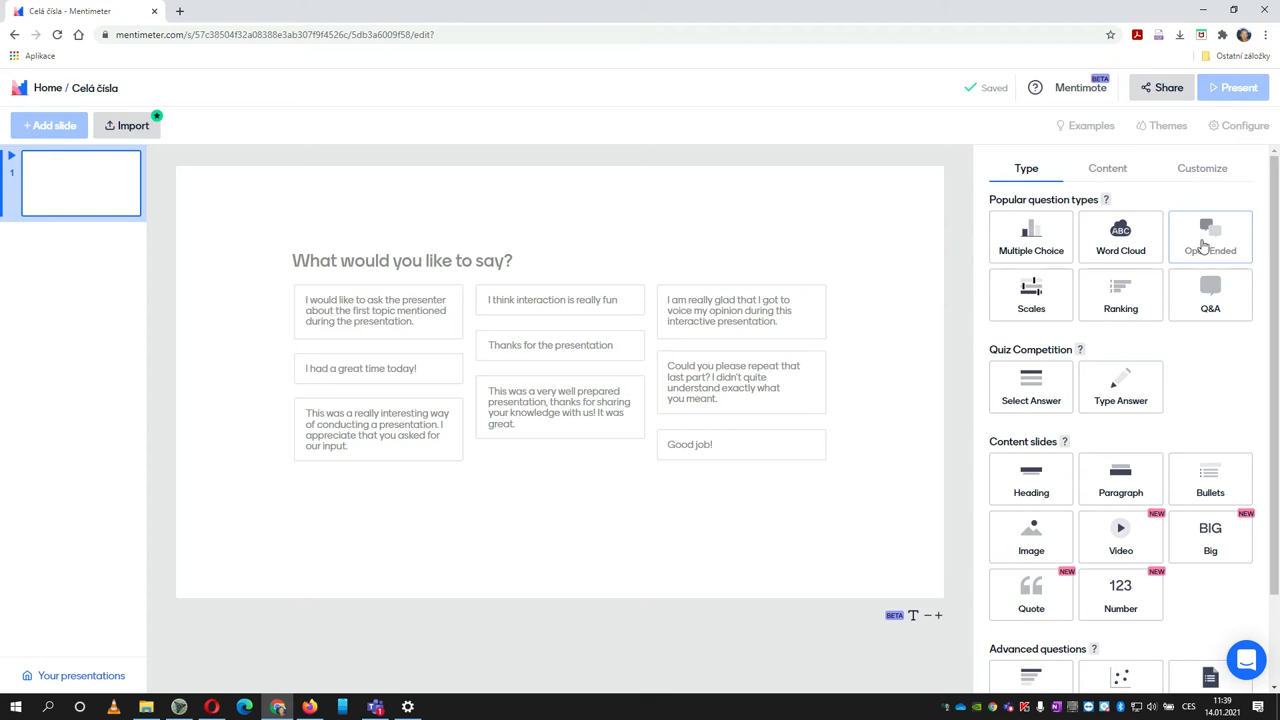 Celá čísla - Mentimeter
mentimeter.com/s/57c38504f32a08388e3ab307f9f4526c/5db3a6009f58/edit?
Aplikace
Ostatní záložky
Home / Celá čísla
Saved
Mentimote
BETA
Share
Present
+ Add slide
Import
Examples
Themes
Configure
1
Type
Content
Customize
Popular question types ?
Multiple Choice
ABC
Word Cloud
Open Ended
Scales
Ranking
Q&A
Quiz Competition ?
Select Answer
Type Answer
Content slides ?
Heading
Paragraph
Bullets
Image
NEW
Video
NEW
BIG
Big
NEW
Quote
NEW
123
Number
Advanced questions ?
What would you like to say?
I would like to ask the presenter
about the first topic mentioned
during the presentation.
I had a great time today!
This was a really interesting way
of conducting a presentation. I
appreciate that you asked for
our input.
I think interaction is really fun
Thanks for the presentation
This was a very well prepared
presentation, thanks for sharing
your knowledge with us! It was
great.
I am really glad that I got to
voice my opinion during this
interactive presentation.
Could you please repeat that
last part? I didn't quite
understand exactly what
you meant.
Good job!
BETA T − +
Your presentations
CES
11:39
14.01.2021